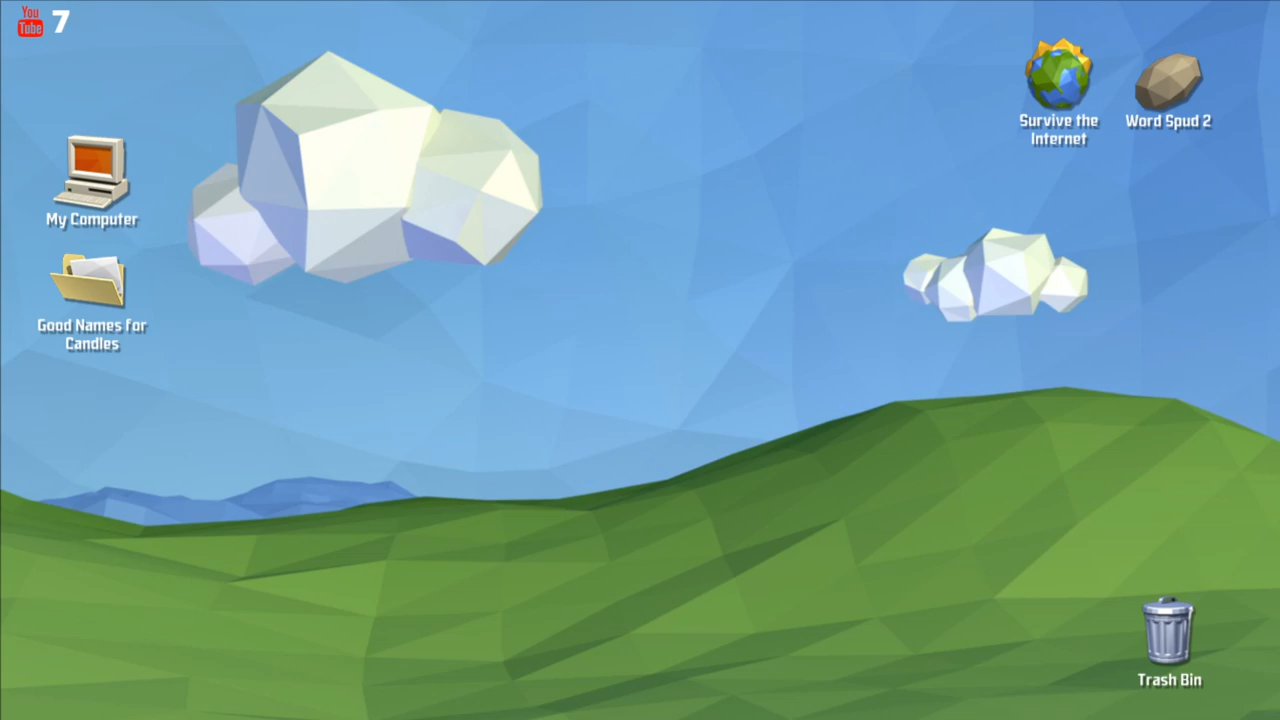 You
Tube
7
My Computer
Good Names for
Candles
Survive the
Internet
Word Spud 2
Trash Bin